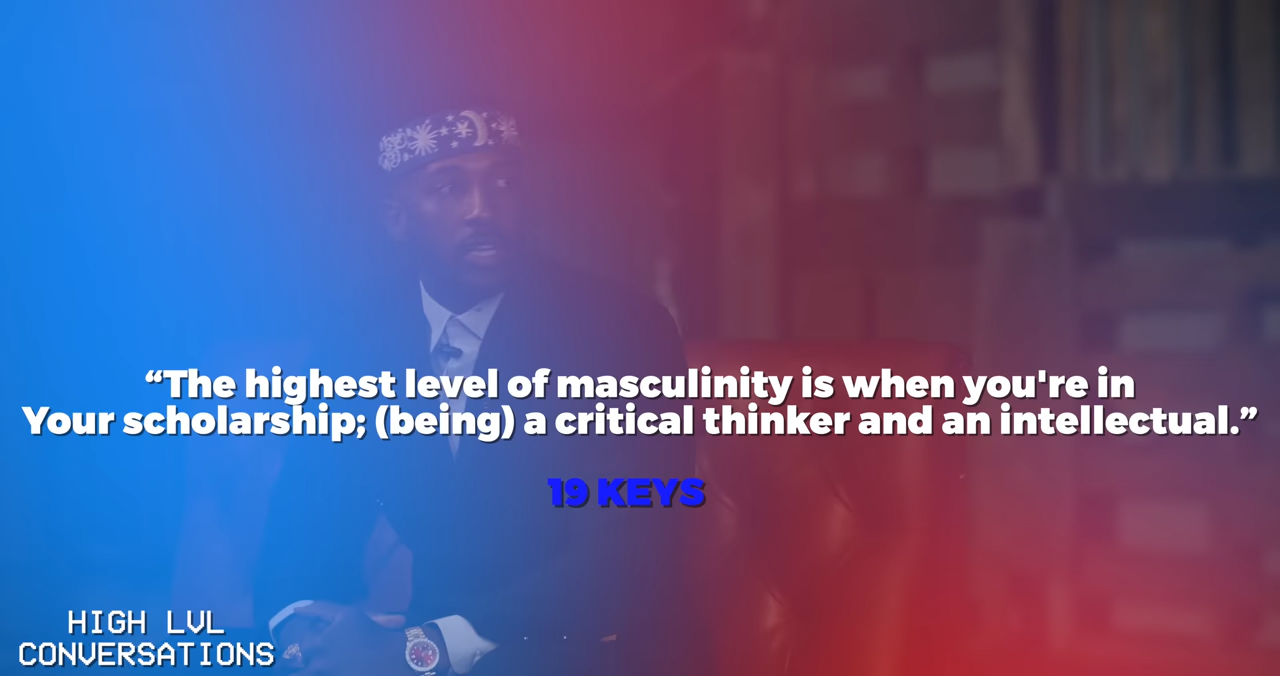 “The highest level of masculinity is when you're in
Your scholarship; (being) a critical thinker and an intellectual.”
19 KEYS
HIGH LVL
CONVERSATIONS